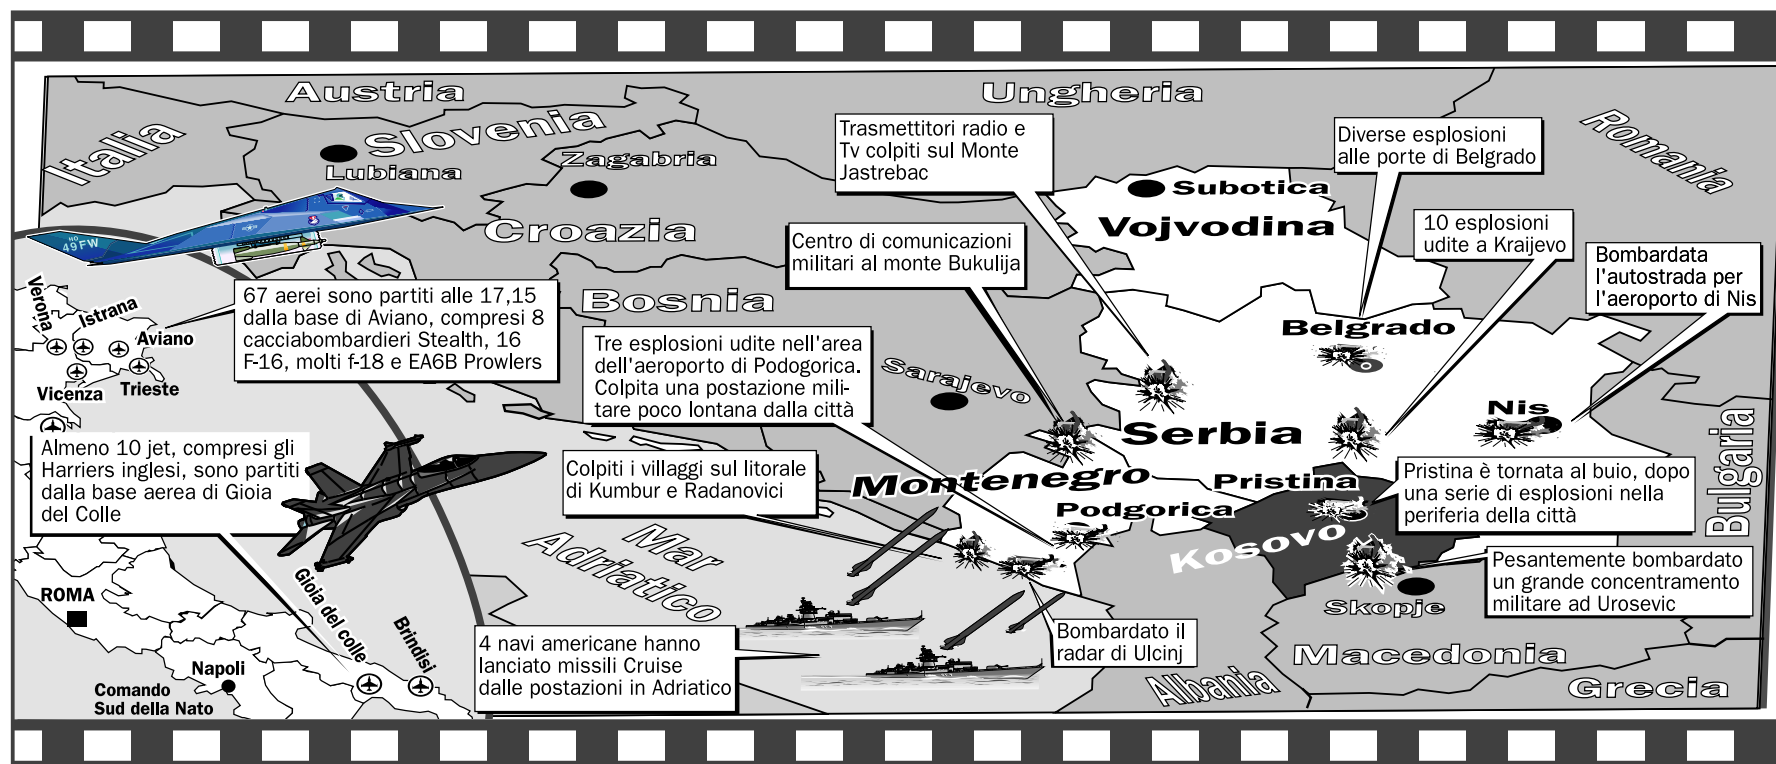 Austria
Ungheria
Italia
Slovenia
Lubiana
Zagabria
Croazia
Romania
Trasmettitori radio e
Tv colpiti sul Monte
Jastrebac
Diverse esplosioni
alle porte di Belgrado
Subotica
Vojvodina
Centro di comunicazioni
militari al monte Bukulija
10 esplosioni
udite a Kraijevo
Bombardata
l'autostrada per
l'aeroporto di Nis
HO
49FW
Bosnia
Belgrado
Verona
Istrana
Aviano
Vicenza
Trieste
67 aerei sono partiti alle 17,15
dalla base di Aviano, compresi 8
cacciabombardieri Stealth, 16
F-16, molti f-18 e EA6B Prowlers
Tre esplosioni udite nell'area
dell'aeroporto di Podogorica.
Colpita una postazione mili-
tare poco lontana dalla città
Sarajevo
Nis
Serbia
Bulgaria
Almeno 10 jet, compresi gli
Harriers inglesi, sono partiti
dalla base aerea di Gioia
del Colle
Colpiti i villaggi sul litorale
di Kumbur e Radanovici
Montenegro
Pristina
Podgorica
Pristina è tornata al buio, dopo
una serie di esplosioni nella
periferia della città
Kosovo
Mar
Adriatico
Pesantemente bombardato
un grande concentramento
militare ad Urosevic
Skopje
ROMA
Gioia del colle
Brindisi
Napoli
Comando
Sud della Nato
4 navi americane hanno
lanciato missili Cruise
dalle postazioni in Adriatico
Bombardato il
radar di Ulcinj
Macedonia
Albania
Grecia